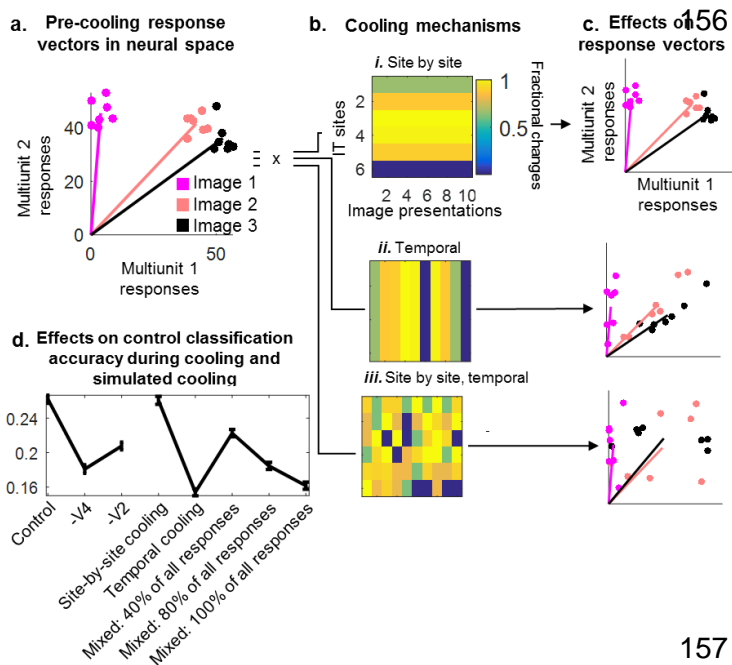 156
a. Pre-cooling response
vectors in neural space
Multiunit 2
responses
40
20
0
Image 1
Image 2
Image 3
0
50
Multiunit 1
responses
x
b. Cooling mechanisms
i. Site by site
IT sites
2
4
6
2 4 6 8 10
Image presentations
1
0.5
Fractional changes
ii. Temporal
iii. Site by site, temporal
c. Effects on
response vectors
Multiunit 2
responses
Multiunit 1
responses
d. Effects on control classification
accuracy during cooling and
simulated cooling
0.24
0.2
0.16
Control
-V4
-V2
Site-by-site cooling
Temporal cooling
Mixed: 40% of all responses
Mixed: 80% of all responses
Mixed: 100% of all responses
157